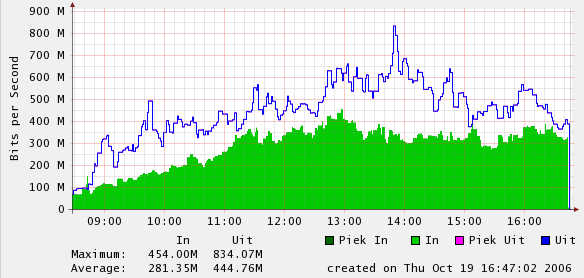 900 M
800 M
700 M
600 M
500 M
400 M
300 M
200 M
100 M
0
Bits per Second
09:00 10:00 11:00 12:00 13:00 14:00 15:00 16:00
In Uit Piek In In Piek Uit Uit
Maximum: 454.00M 834.07M
Average: 281.35M 444.76M created on Thu Oct 19 16:47:02 2006